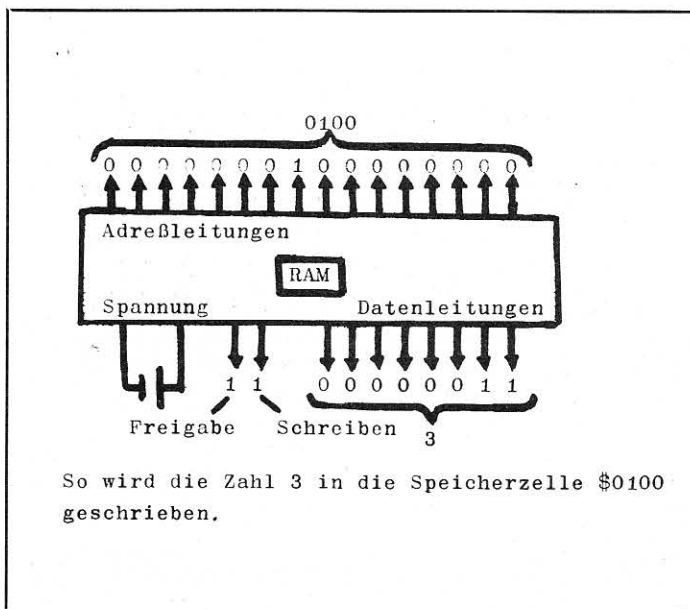 0100
0 0 0 0 0 0 0 1 0 0 0 0 0 0 0 0
Adreßleitungen
RAM
Spannung Datenleitungen
1 1 0 0 0 0 0 0 1 1
Freigabe Schreiben 3
So wird die Zahl 3 in die Speicherzelle $0100
geschrieben.